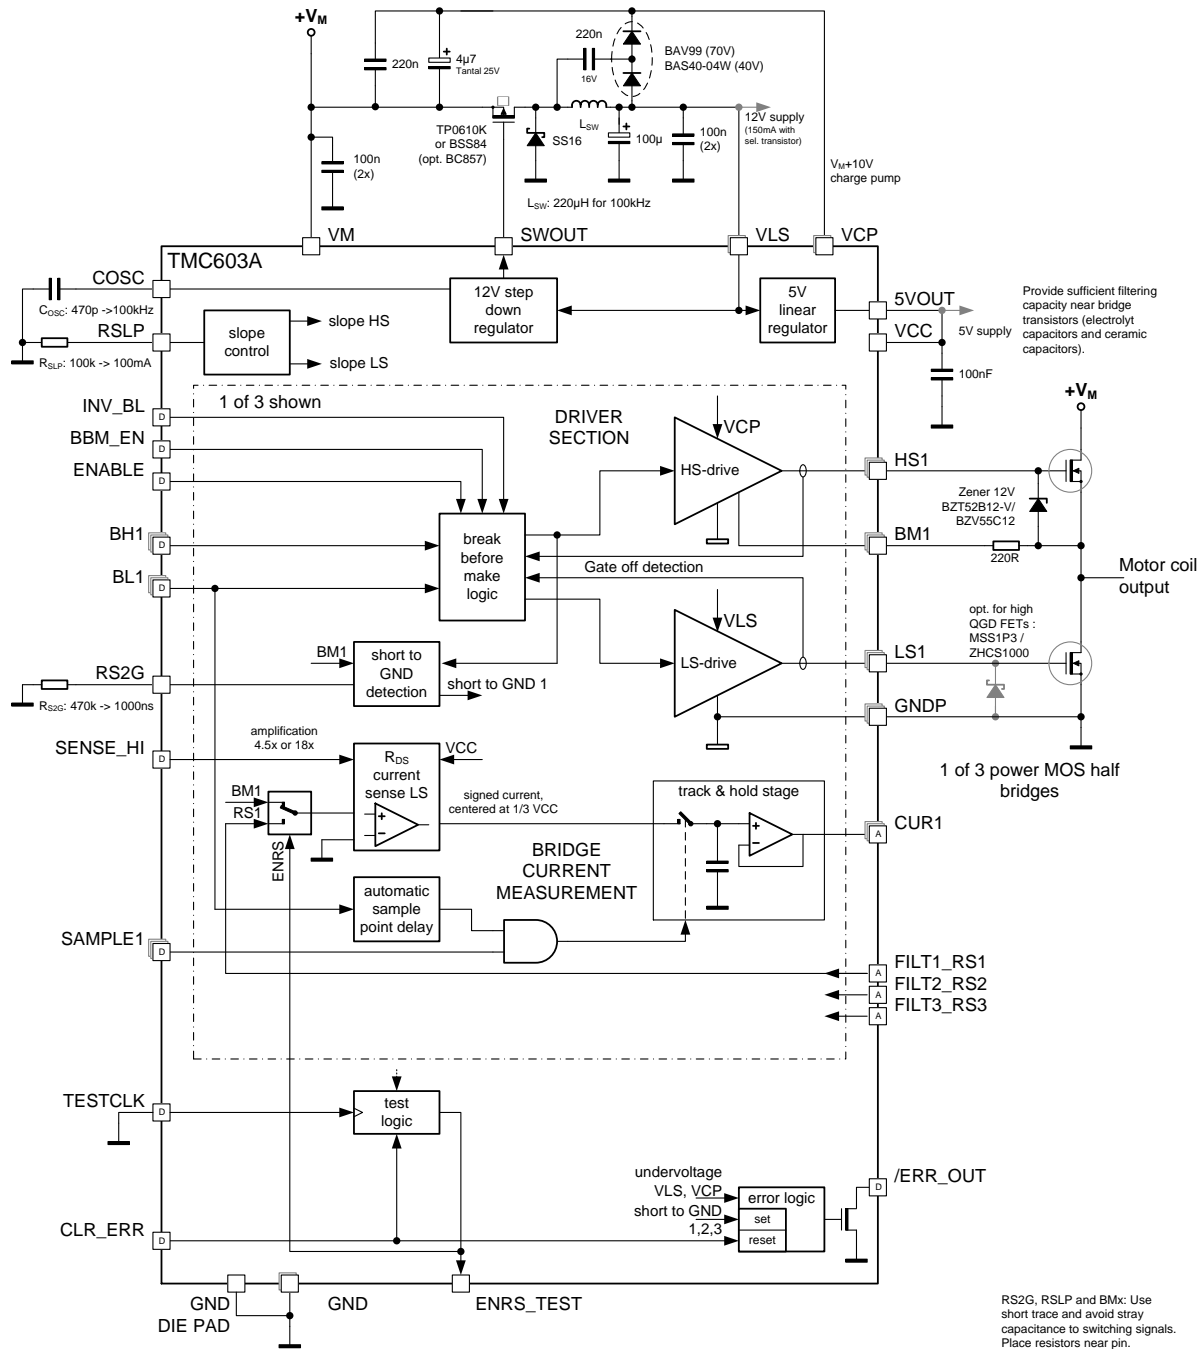 +VM
220n
4µ7
Tantal 25V
220n
16V
BAV99 (70V)
BAS40-04W (40V)
100n
(2x)
TP0610K
or BSS84
(opt. BC857)
SS16
LSW
100µ
100n
(2x)
12V supply
(150mA with
sel. transistor)
LSW: 220µH for 100kHz
VM+10V
charge pump
VM
SWOUT
VLS
VCP
TMC603A
COSC
COSC: 470p ->100kHz
12V step
down
regulator
5V
linear
regulator
5VOUT
VCC
5V supply
100nF
Provide sufficient filtering
capacity near bridge
transistors (electrolyt
capacitors and ceramic
capacitors).
RSLP
RSLP: 100k -> 100mA
slope
control
slope HS
slope LS
1 of 3 shown
INV_BL
D
BBM_EN
D
ENABLE
D
BH1
D
BL1
D
break
before
make
logic
DRIVER
SECTION
VCP
HS-drive
HS1
+VM
Zener 12V
BZT52B12-V/
BZV55C12
BM1
220R
Motor coil
output
Gate off detection
VLS
LS-drive
LS1
opt. for high
QGD FETs :
MSS1P3 /
ZHCS1000
GNDP
1 of 3 power MOS half
bridges
RS2G
RS2G: 470k -> 1000ns
BM1
short to
GND
detection
short to GND 1
SENSE_HI
D
amplification
4.5x or 18x
RDS
current
sense LS
+
-
VCC
BM1
RS1
ENRS
signed current,
centered at 1/3 VCC
track & hold stage
+
-
CUR1
A
BRIDGE
CURRENT
MEASUREMENT
automatic
sample
point delay
SAMPLE1
D
FILT1_RS1
A
FILT2_RS2
A
FILT3_RS3
A
TESTCLK
D
test
logic
CLR_ERR
D
undervoltage
VLS, VCP
short to GND
1,2,3
error logic
set
reset
/ERR_OUT
D
GND
DIE PAD
GND
ENRS_TEST
RS2G, RSLP and BMx: Use
short trace and avoid stray
capacitance to switching signals.
Place resistors near pin.